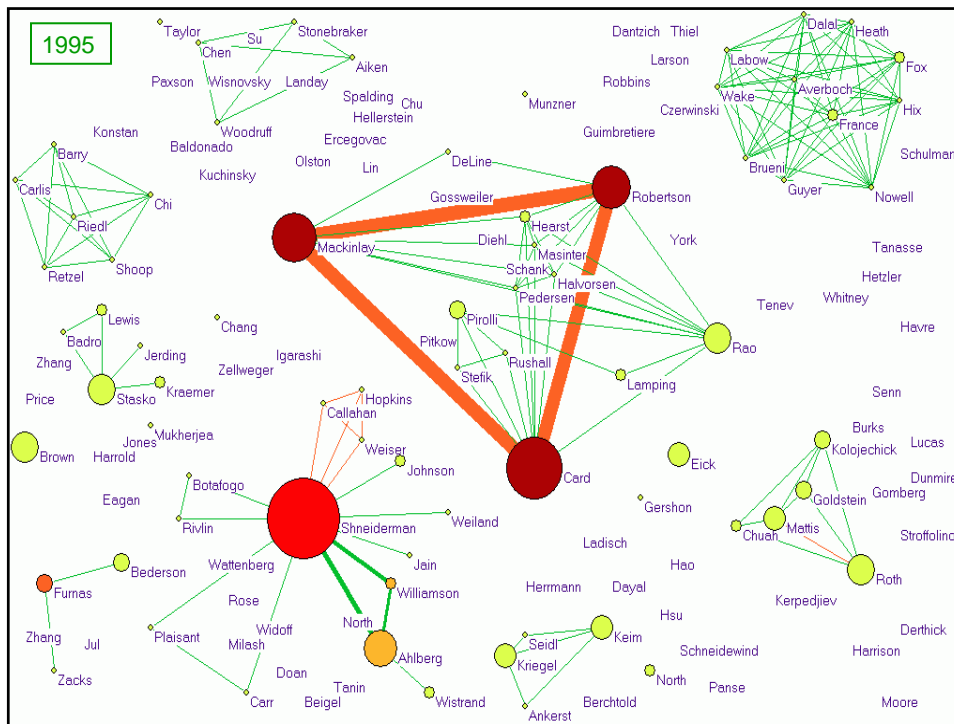 1995
Taylor
Su
Stonebraker
Chen
Aiken
Paxson
Wisnovsky
Landay
Spalding
Chu
Hellerstein
Woodruff
Ercegovac
Konstan
Baldonado
Olston
Lin
Kuchinsky
Dantzich
Thiel
Larson
Robbins
Munzner
Czerwinski
Guimbretiere
Dalal
Heath
Labow
Fox
Averboch
Wake
Hix
France
Schulman
Brueni
Guyer
Nowell
Barry
Carlis
Chi
Riedl
Retzel
Shoop
DeLine
Gossweiler
Robertson
Hearst
Mackinlay
Diehl
Masinter
York
Schank
Halvorsen
Pedersen
Tanasse
Hetzler
Whitney
Tenev
Havre
Lewis
Badro
Zhang
Jerding
Chang
Igarashi
Zellweger
Price
Stasko
Kraemer
Pirolli
Pitkow
Rushall
Stefik
Lamping
Rao
Senn
Hopkins
Callahan
Weiser
Jones
Mukherjea
Brown
Harrold
Johnson
Card
Eick
Burks
Kolojechick
Lucas
Dunmire
Goldstein
Gomberg
Eagan
Botafogo
Rivlin
Shneiderman
Weiland
Gershon
Chuah
Mattis
Stroffolino
Ladisch
Jain
Wattenberg
Bederson
Furnas
Williamson
Herrmann
Dayal
Hao
Roth
Kerpedjiev
Rose
North
Hsu
Widoff
Zhang
Jul
Plaisant
Milash
Ahlberg
Seidl
Keim
Kriegel
Schneidewind
Derthick
Harrison
Zacks
Doan
Tanin
Carr
Beigel
Wistrand
Ankerst
Berchtold
North
Panse
Moore